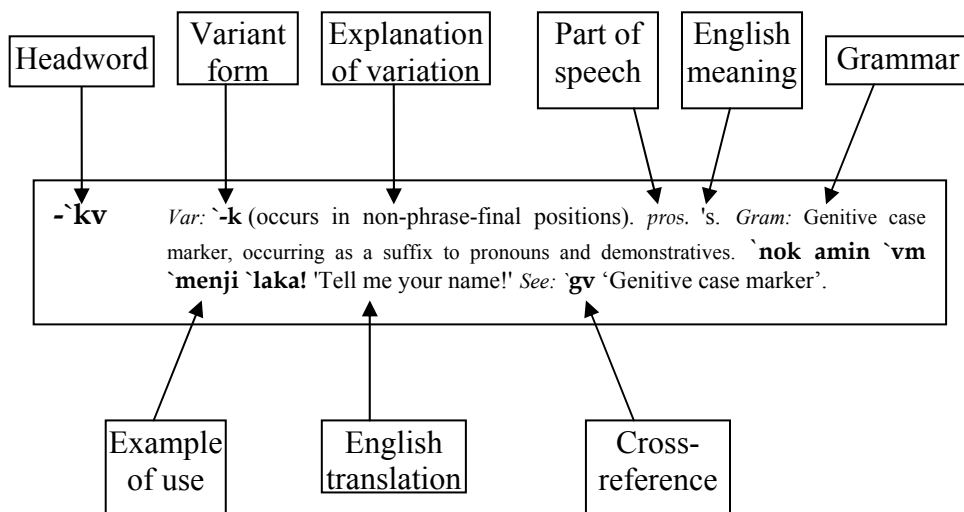 Headword
Variant
form
Explanation
of variation
Part of
speech
English
meaning
Grammar
-`kv Var: `-k (occurs in non-phrase-final positions). pros. 's. Gram: Genitive case
marker, occurring as a suffix to pronouns and demonstratives. `nok amin `vm
`menji `laka! 'Tell me your name!' See: `gv ‘Genitive case marker’.
Example
of use
English
translation
Cross-
reference